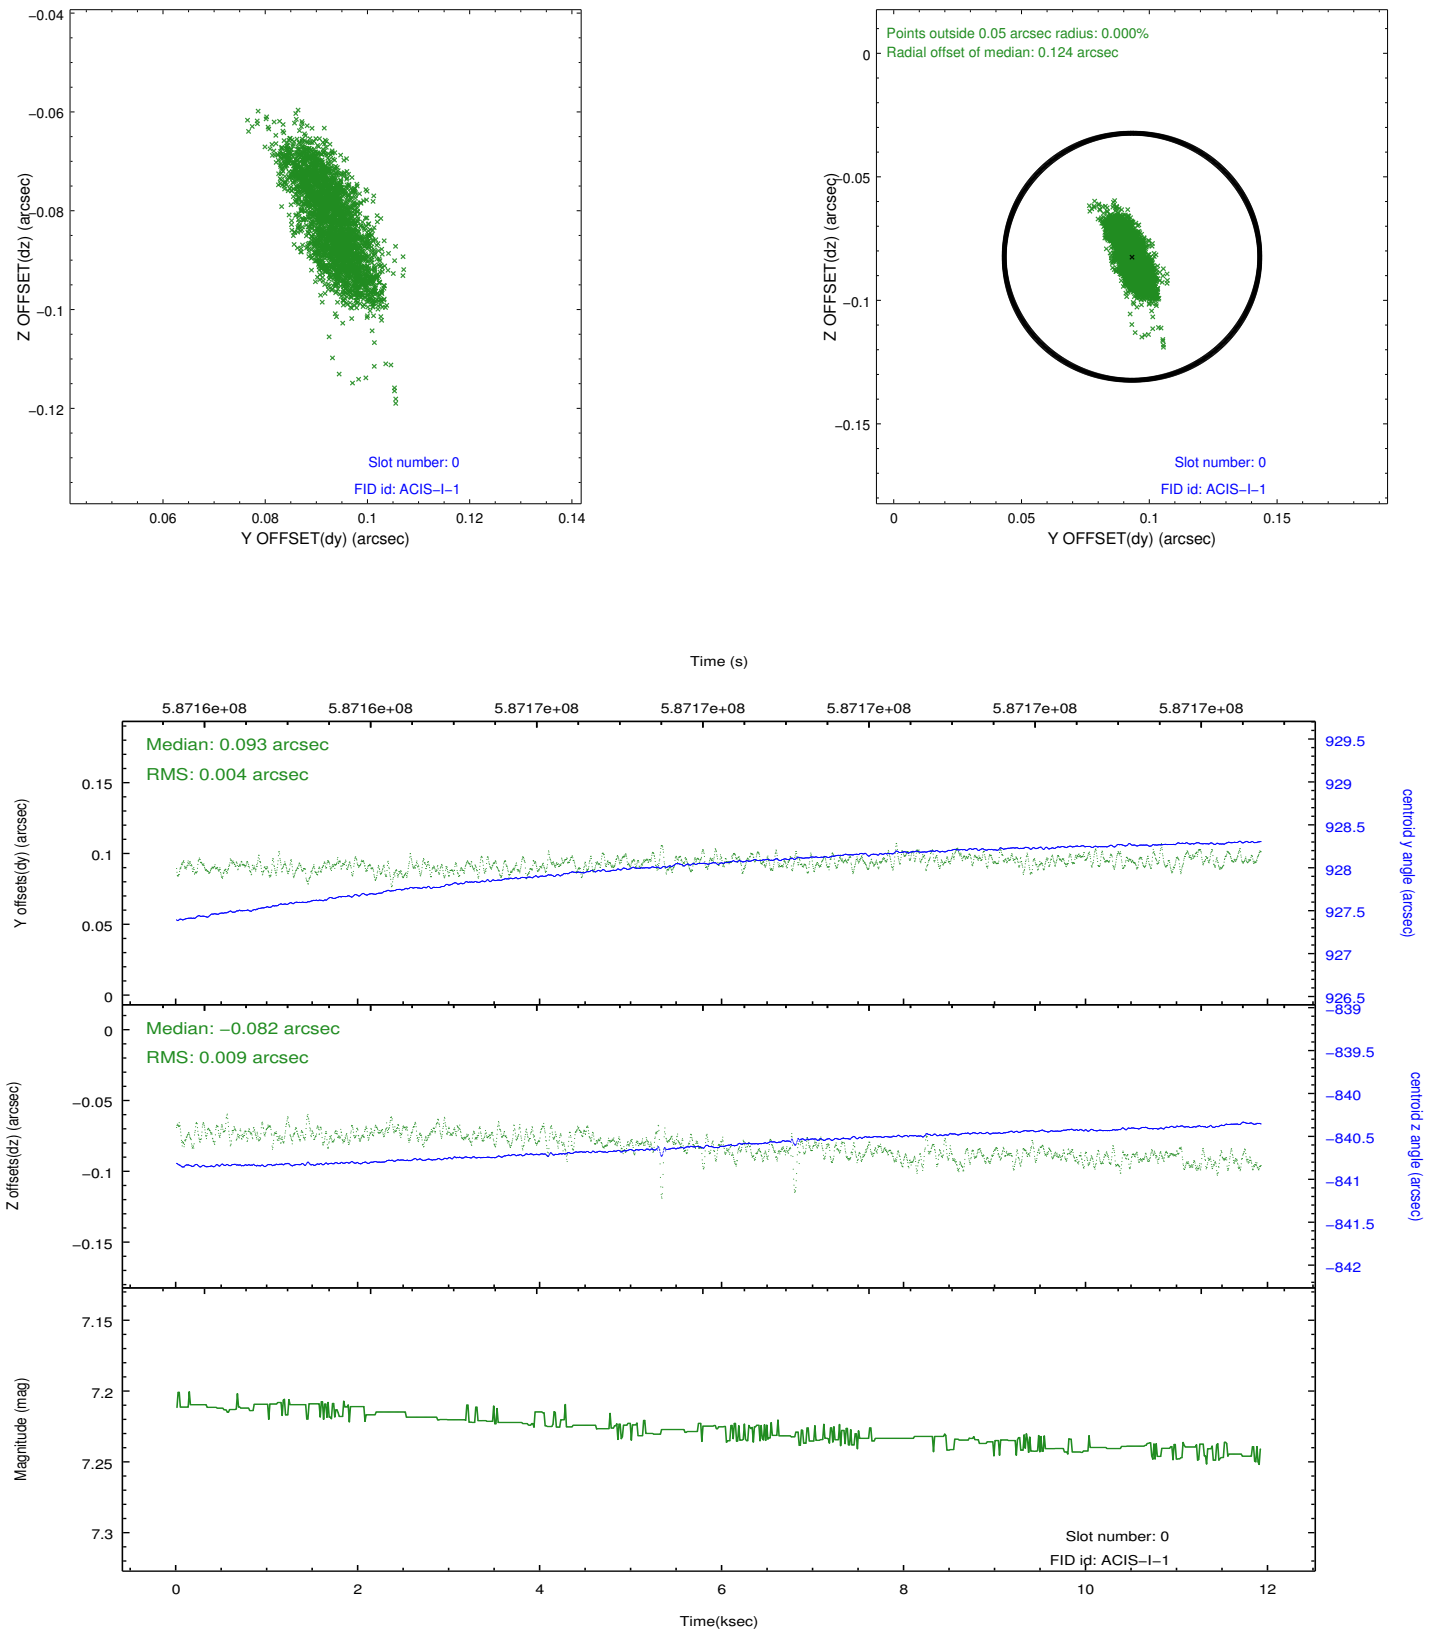 −0.04
−0.06
−0.08
−0.1
−0.12
Z OFFSET(dz) (arcsec)
Slot number: 0
FID id: ACIS−I−1
0.06 0.08 0.1 0.12 0.14
Y OFFSET(dy) (arcsec)
Points outside 0.05 arcsec radius: 0.000%
Radial offset of median: 0.124 arcsec
0
−0.05
−0.1
−0.15
Z OFFSET(dz) (arcsec)
Slot number: 0
FID id: ACIS−I−1
0 0.05 0.1 0.15
Y OFFSET(dy) (arcsec)
Time (s)
5.8716e+08 5.8716e+08 5.8717e+08 5.8717e+08 5.8717e+08 5.8717e+08 5.8717e+08
Median: 0.093 arcsec
RMS: 0.004 arcsec
0.15
0.1
0.05
0
Y offsets(dy) (arcsec)
929.5
929
928.5
928
927.5
927
926.5
centroid y angle (arcsec)
Median: −0.082 arcsec
RMS: 0.009 arcsec
0
−0.05
−0.1
−0.15
Z offsets(dz) (arcsec)
−839
−839.5
−840
−840.5
−841
−841.5
−842
centroid z angle (arcsec)
7.15
7.2
7.25
7.3
Magnitude (mag)
Slot number: 0
FID id: ACIS−I−1
0 2 4 6 8 10 12
Time(ksec)